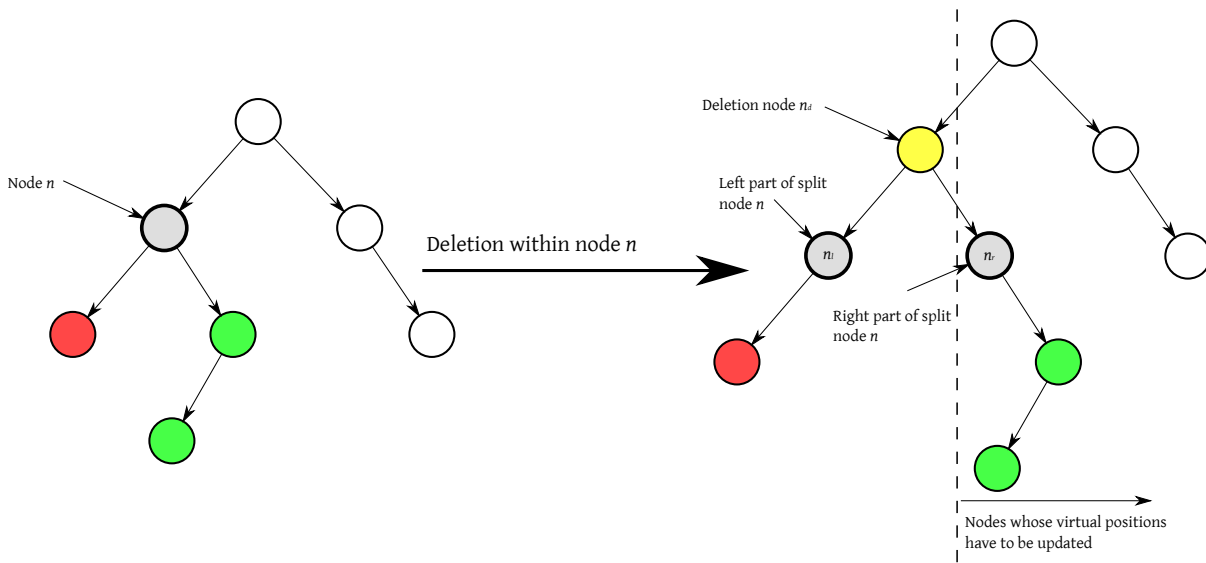 Node n
Deletion within node n
Deletion node nd
Left part of split
node n
nl
nr
Right part of split
node n
Nodes whose virtual positions
have to be updated